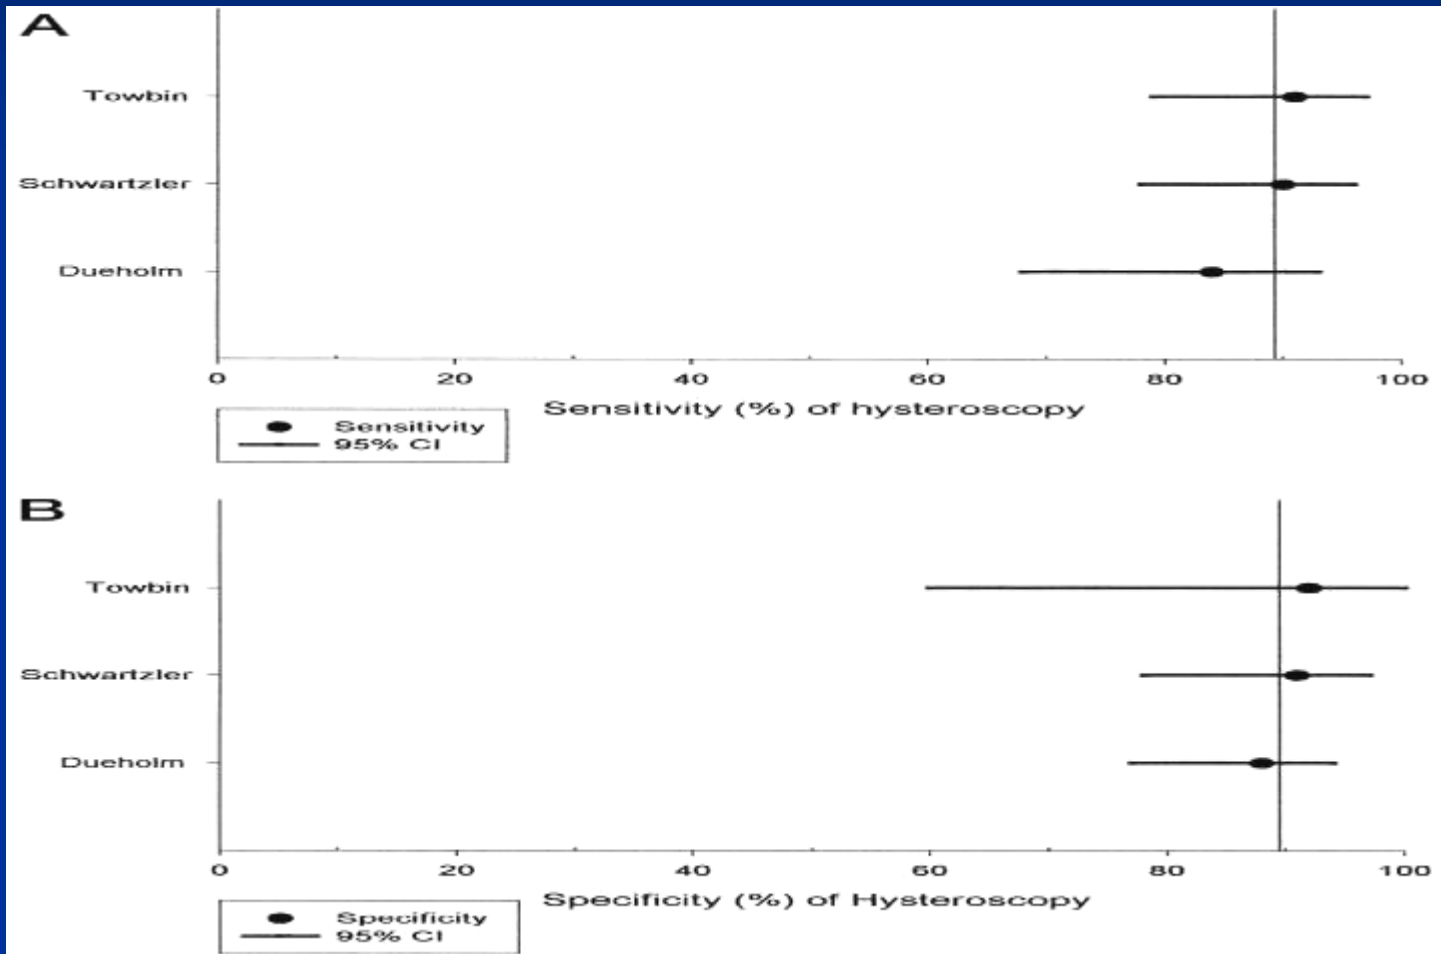 A
Towbin
Schwartzler
Dueholm
0 20 40 60 80 100
Sensitivity (%) of hysteroscopy
Sensitivity
95% CI
B
Towbin
Schwartzler
Dueholm
0 20 40 60 80 100
Specificity (%) of Hysteroscopy
Specificity
95% CI